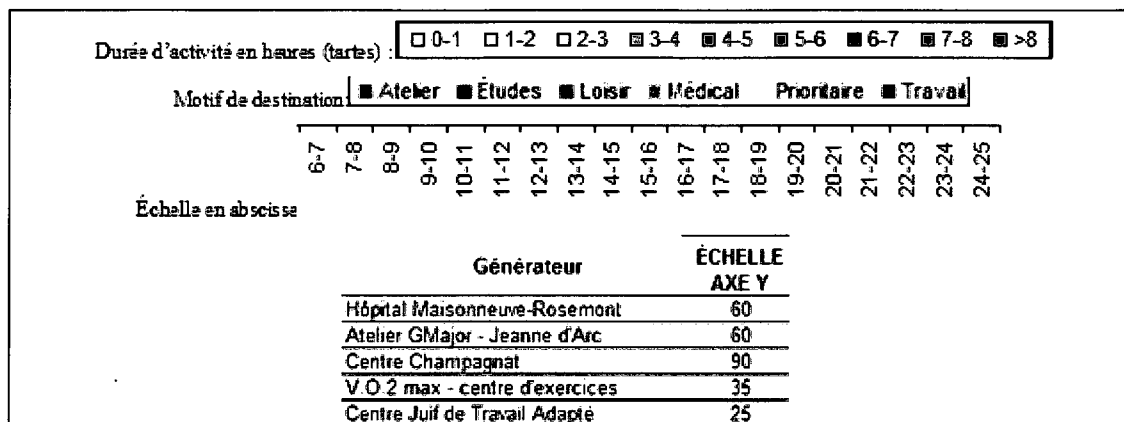 Durée d'activité en heures (tartes) : 0-1 1-2 2-3 3-4 4-5 5-6 6-7 7-8 >8
Motif de destination: Atelier Études Loisir Médical Prioritaire Travail
6-7 7-8 8-9 9-10 10-11 11-12 12-13 13-14 14-15 15-16 16-17 17-18 18-19 19-20 20-21 21-22 22-23 23-24 24-25
Échelle en abscisse
Générateur ÉCHELLE
AXE Y
Hôpital Maisonneuve-Rosemont 60
Atelier GMajor - Jeanne d'Arc 60
Centre Champagnat 90
V.O.2 max - centre d'exercices 35
Centre Juif de Travail Adapté 25